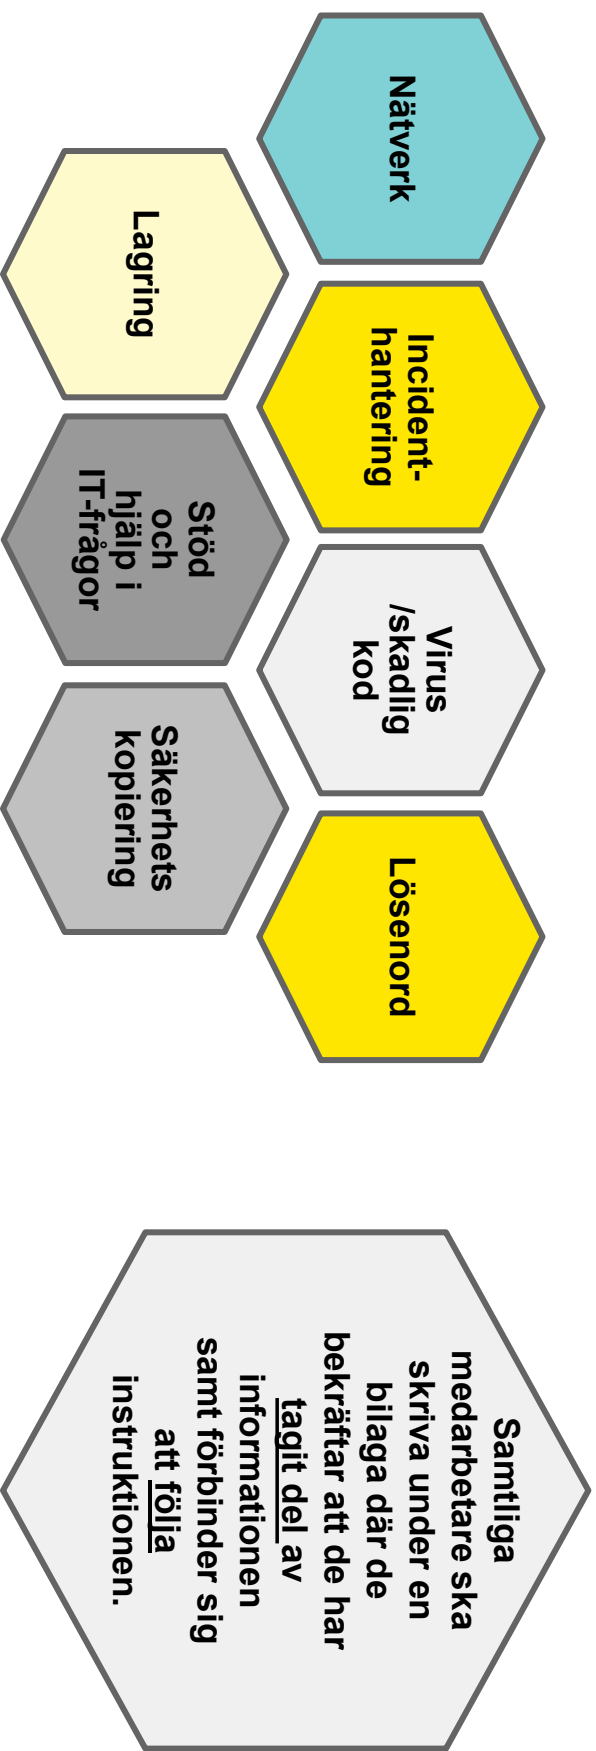 Nätverk
Incident-
hantering
Virus
/skadlig
kod
Lösenord
Lagring
Stöd
och
hjälp i
IT-frågor
Säkerhets
kopiering
Samtliga
medarbetare ska
skriva under en
bilaga där de
bekräftar att de har
tagit del av
informationen
samt förbinder sig
att följa
instruktionen.